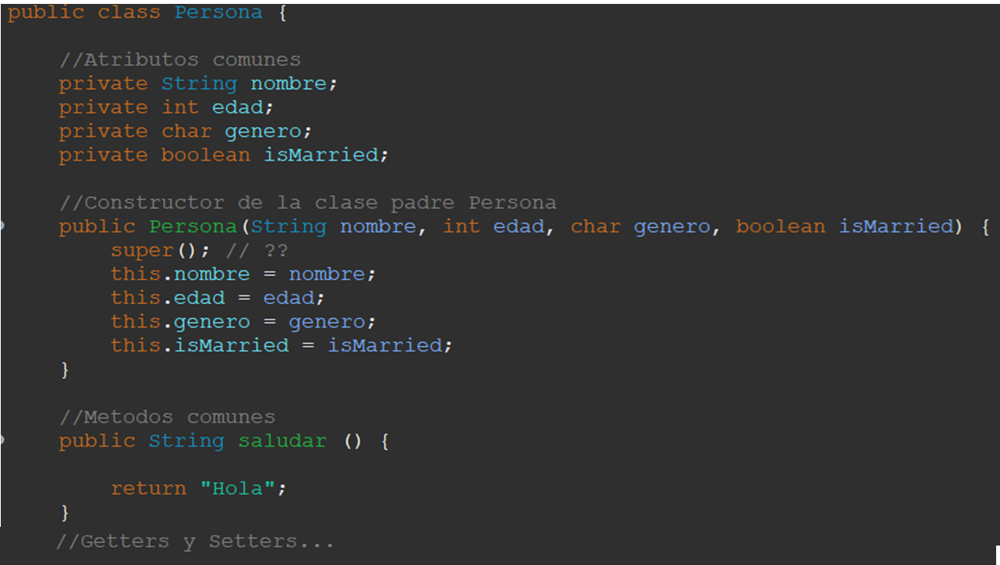 public class Persona {
//Atributos comunes
private String nombre;
private int edad;
private char genero;
private boolean isMarried;
//Constructor de la clase padre Persona
public Persona(String nombre, int edad, char genero, boolean isMarried) {
super(); // ??
this.nombre = nombre;
this.edad = edad;
this.genero = genero;
this.isMarried = isMarried;
}
//Metodos comunes
public String saludar () {
return "Hola";
}
//Getters y Setters...